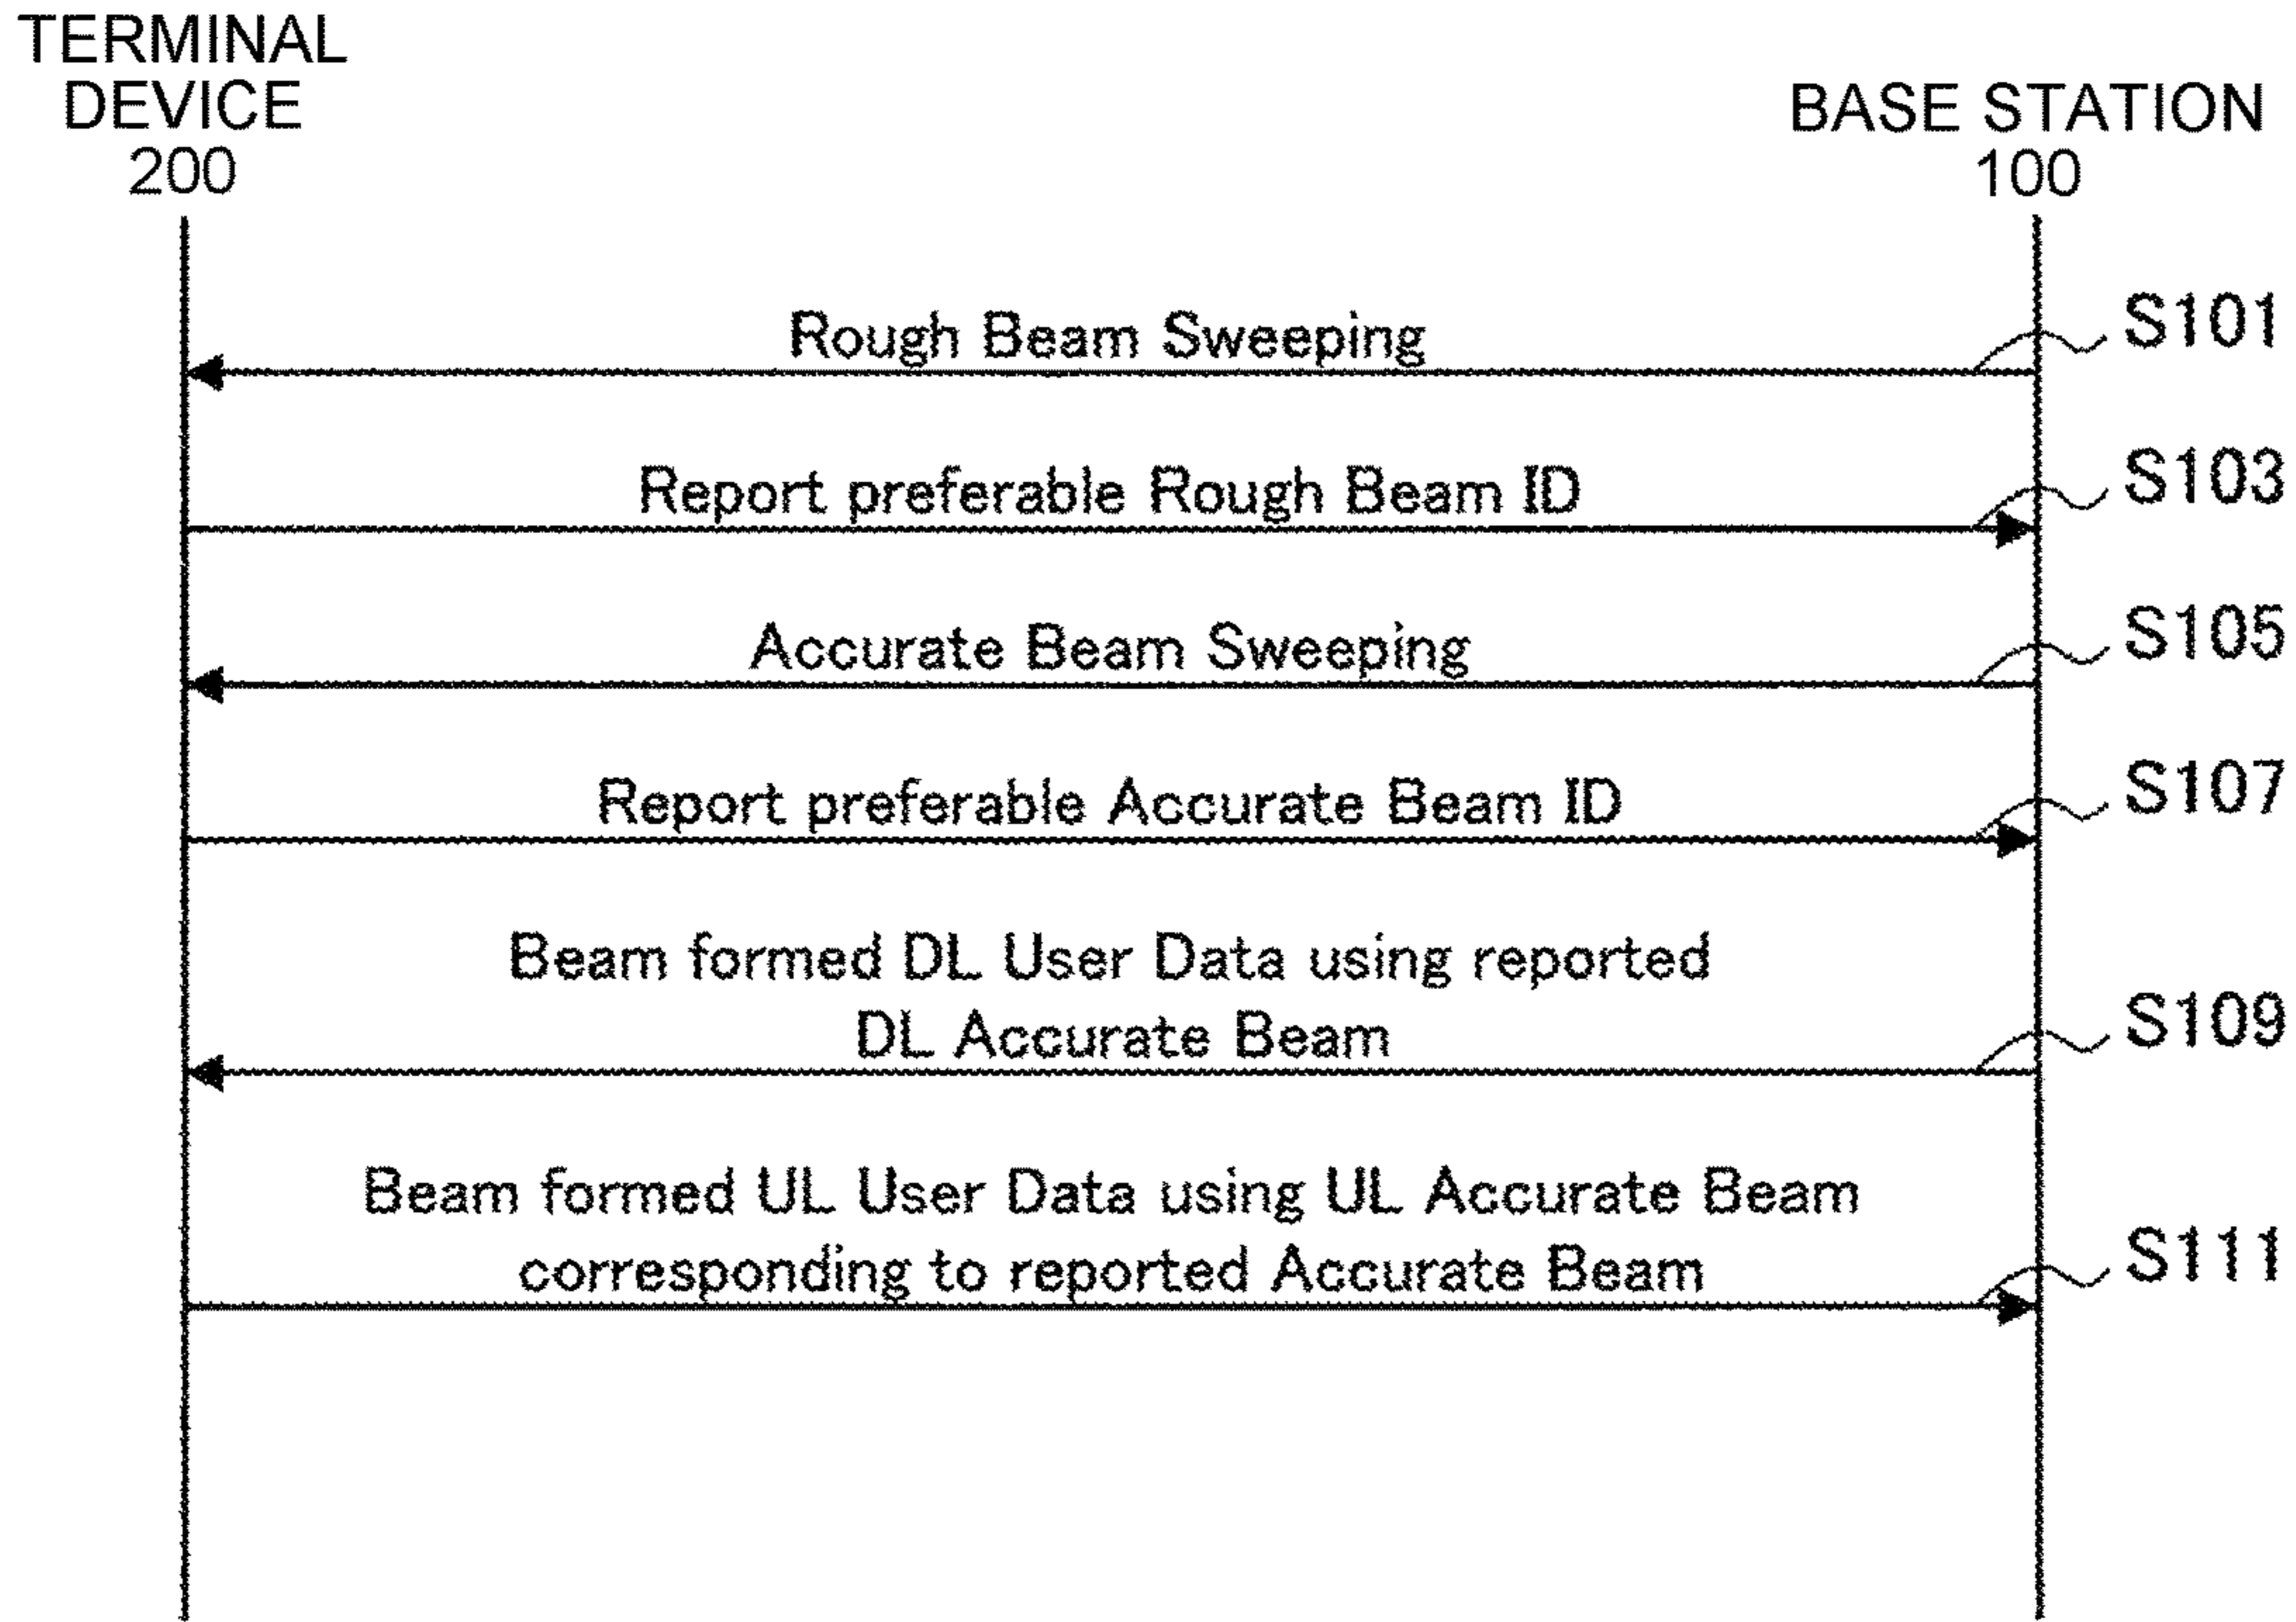 TERMINAL
DEVICE
200
BASE STATION
100
Rough Beam Sweeping
S101
Report preferable Rough Beam ID
S103
Accurate Beam Sweeping
S105
Report preferable Accurate Beam ID
S107
Beam formed DL User Data using reported
DL Accurate Beam
S109
Beam formed UL User Data using UL Accurate Beam
corresponding to reported Accurate Beam
S111